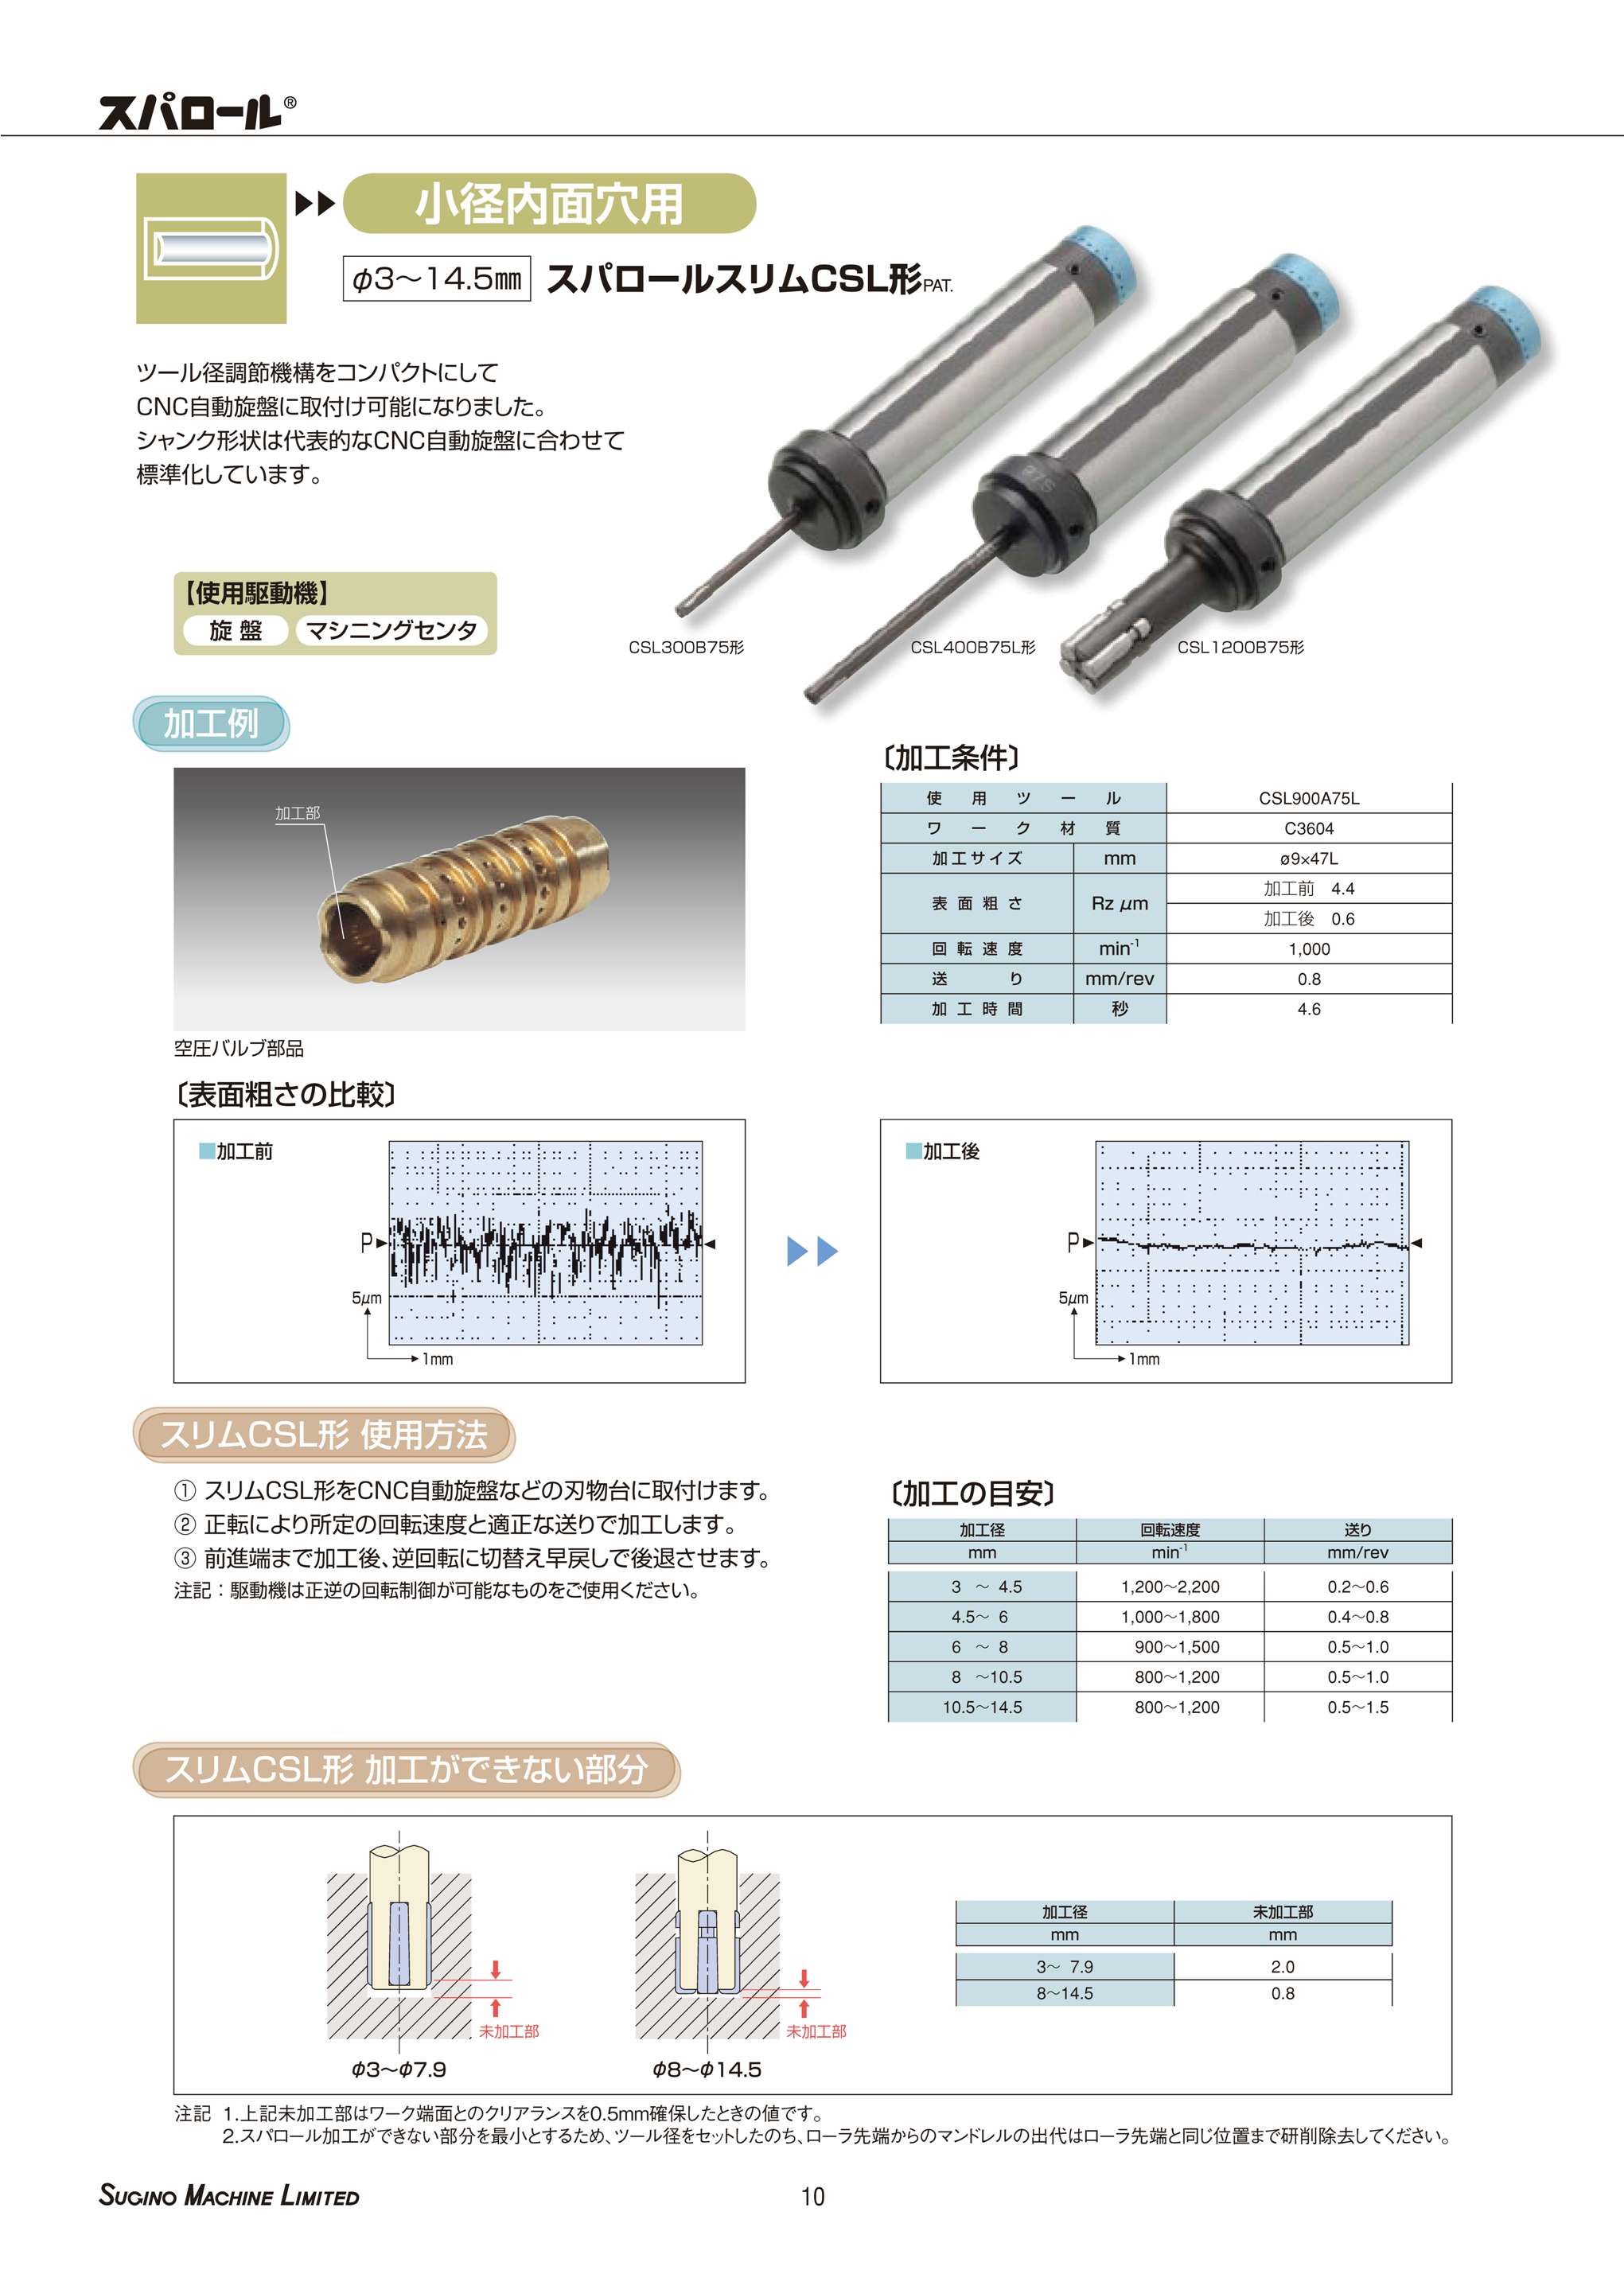 スパロール®
小径内面穴用
φ3～14.5㎜ スパロールスリムCSL形PAT.
ツール径調節機構をコンパクトにして
CNC自動旋盤に取付け可能になりました。
シャンク形状は代表的なCNC自動旋盤に合わせて
標準化しています。
【使用駆動機】
旋 盤 マシニングセンタ
CSL300B75形
CSL400B75L形
CSL1200B75形
B75
加工例
加工部
空圧バルブ部品
〔加工条件〕
使用ツール CSL900A75L
ワーク材質 C3604
加工サイズ mm ø9×47L
表面粗さ Rz μm 加工前 4.4
加工後 0.6
回転速度 min⁻¹ 1,000
送り mm/rev 0.8
加工時間 秒 4.6
〔表面粗さの比較〕
■加工前
P
5μm
1mm
■加工後
P
5μm
1mm
スリムCSL形 使用方法
① スリムCSL形をCNC自動旋盤などの刃物台に取付けます。
② 正転により所定の回転速度と適正な送りで加工します。
③ 前進端まで加工後、逆回転に切替え早戻しで後退させます。
注記：駆動機は正逆の回転制御が可能なものをご使用ください。
〔加工の目安〕
加工径 回転速度 送り
mm min⁻¹ mm/rev
3 ～ 4.5 1,200～2,200 0.2～0.6
4.5～ 6 1,000～1,800 0.4～0.8
6 ～ 8 900～1,500 0.5～1.0
8 ～10.5 800～1,200 0.5～1.0
10.5～14.5 800～1,200 0.5～1.5
スリムCSL形 加工ができない部分
未加工部
φ3～φ7.9
未加工部
φ8～φ14.5
加工径 未加工部
mm mm
3～ 7.9 2.0
8～14.5 0.8
注記 1.上記未加工部はワーク端面とのクリアランスを0.5mm確保したときの値です。
2.スパロール加工ができない部分を最小とするため、ツール径をセットしたのち、ローラ先端からのマンドレルの出代はローラ先端と同じ位置まで研削除去してください。
SUGINO MACHINE LIMITED
10